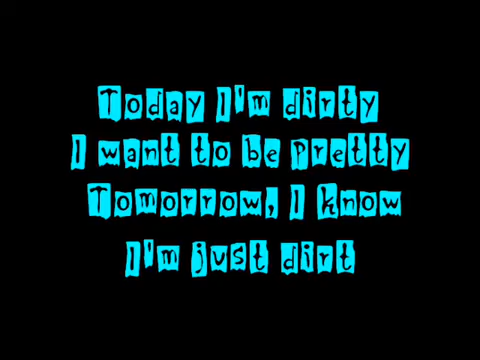 Today I'm dirty
I want to be pretty
Tomorrow, I know
I'm just dirt